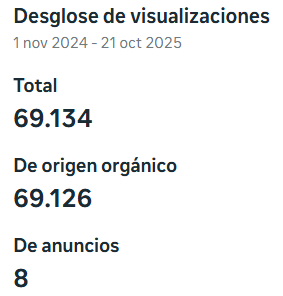 Desglose de visualizaciones
1 nov 2024 - 21 oct 2025
Total
69.134
De origen orgánico
69.126
De anuncios
8